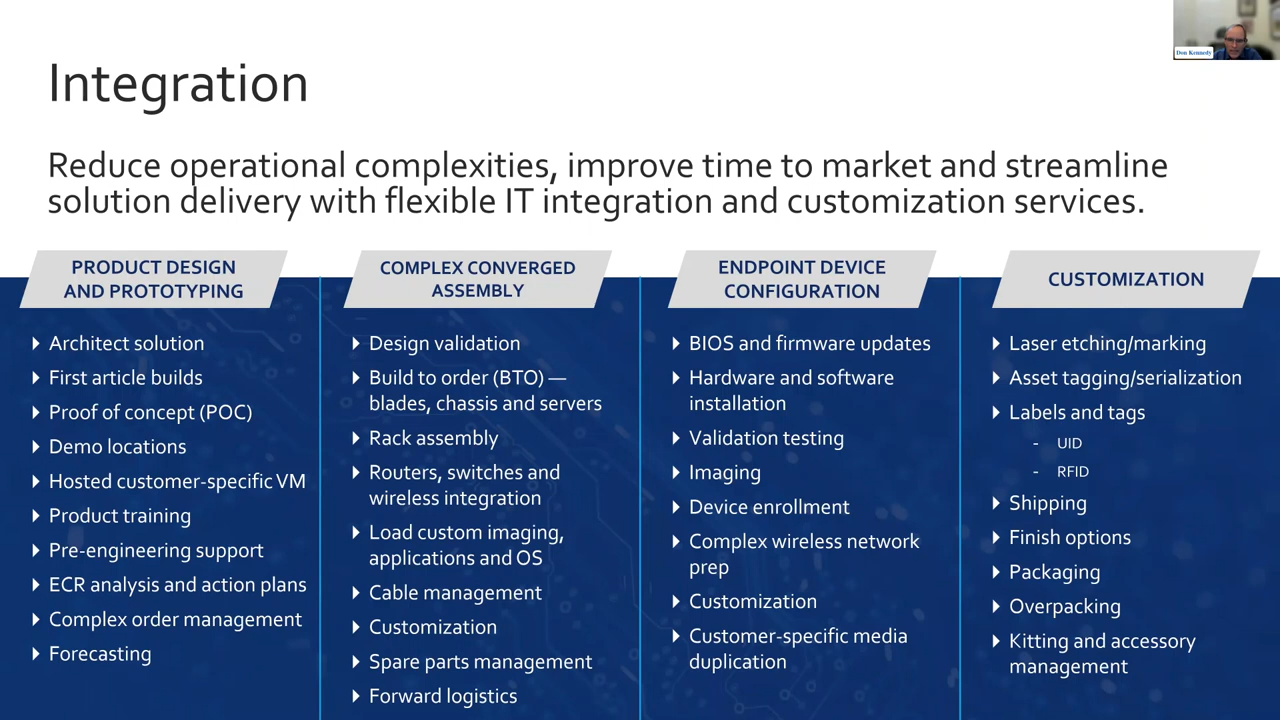 Don Kennedy
Integration
Reduce operational complexities, improve time to market and streamline
solution delivery with flexible IT integration and customization services.
PRODUCT DESIGN
AND PROTOTYPING
Architect solution
First article builds
Proof of concept (POC)
Demo locations
Hosted customer-specific VM
Product training
Pre-engineering support
ECR analysis and action plans
Complex order management
Forecasting
COMPLEX CONVERGED
ASSEMBLY
Design validation
Build to order (BTO) —
blades, chassis and servers
Rack assembly
Routers, switches and
wireless integration
Load custom imaging,
applications and OS
Cable management
Customization
Spare parts management
Forward logistics
ENDPOINT DEVICE
CONFIGURATION
BIOS and firmware updates
Hardware and software
installation
Validation testing
Imaging
Device enrollment
Complex wireless network
prep
Customization
Customer-specific media
duplication
CUSTOMIZATION
Laser etching/marking
Asset tagging/serialization
Labels and tags
- UID
- RFID
Shipping
Finish options
Packaging
Overpacking
Kitting and accessory
management